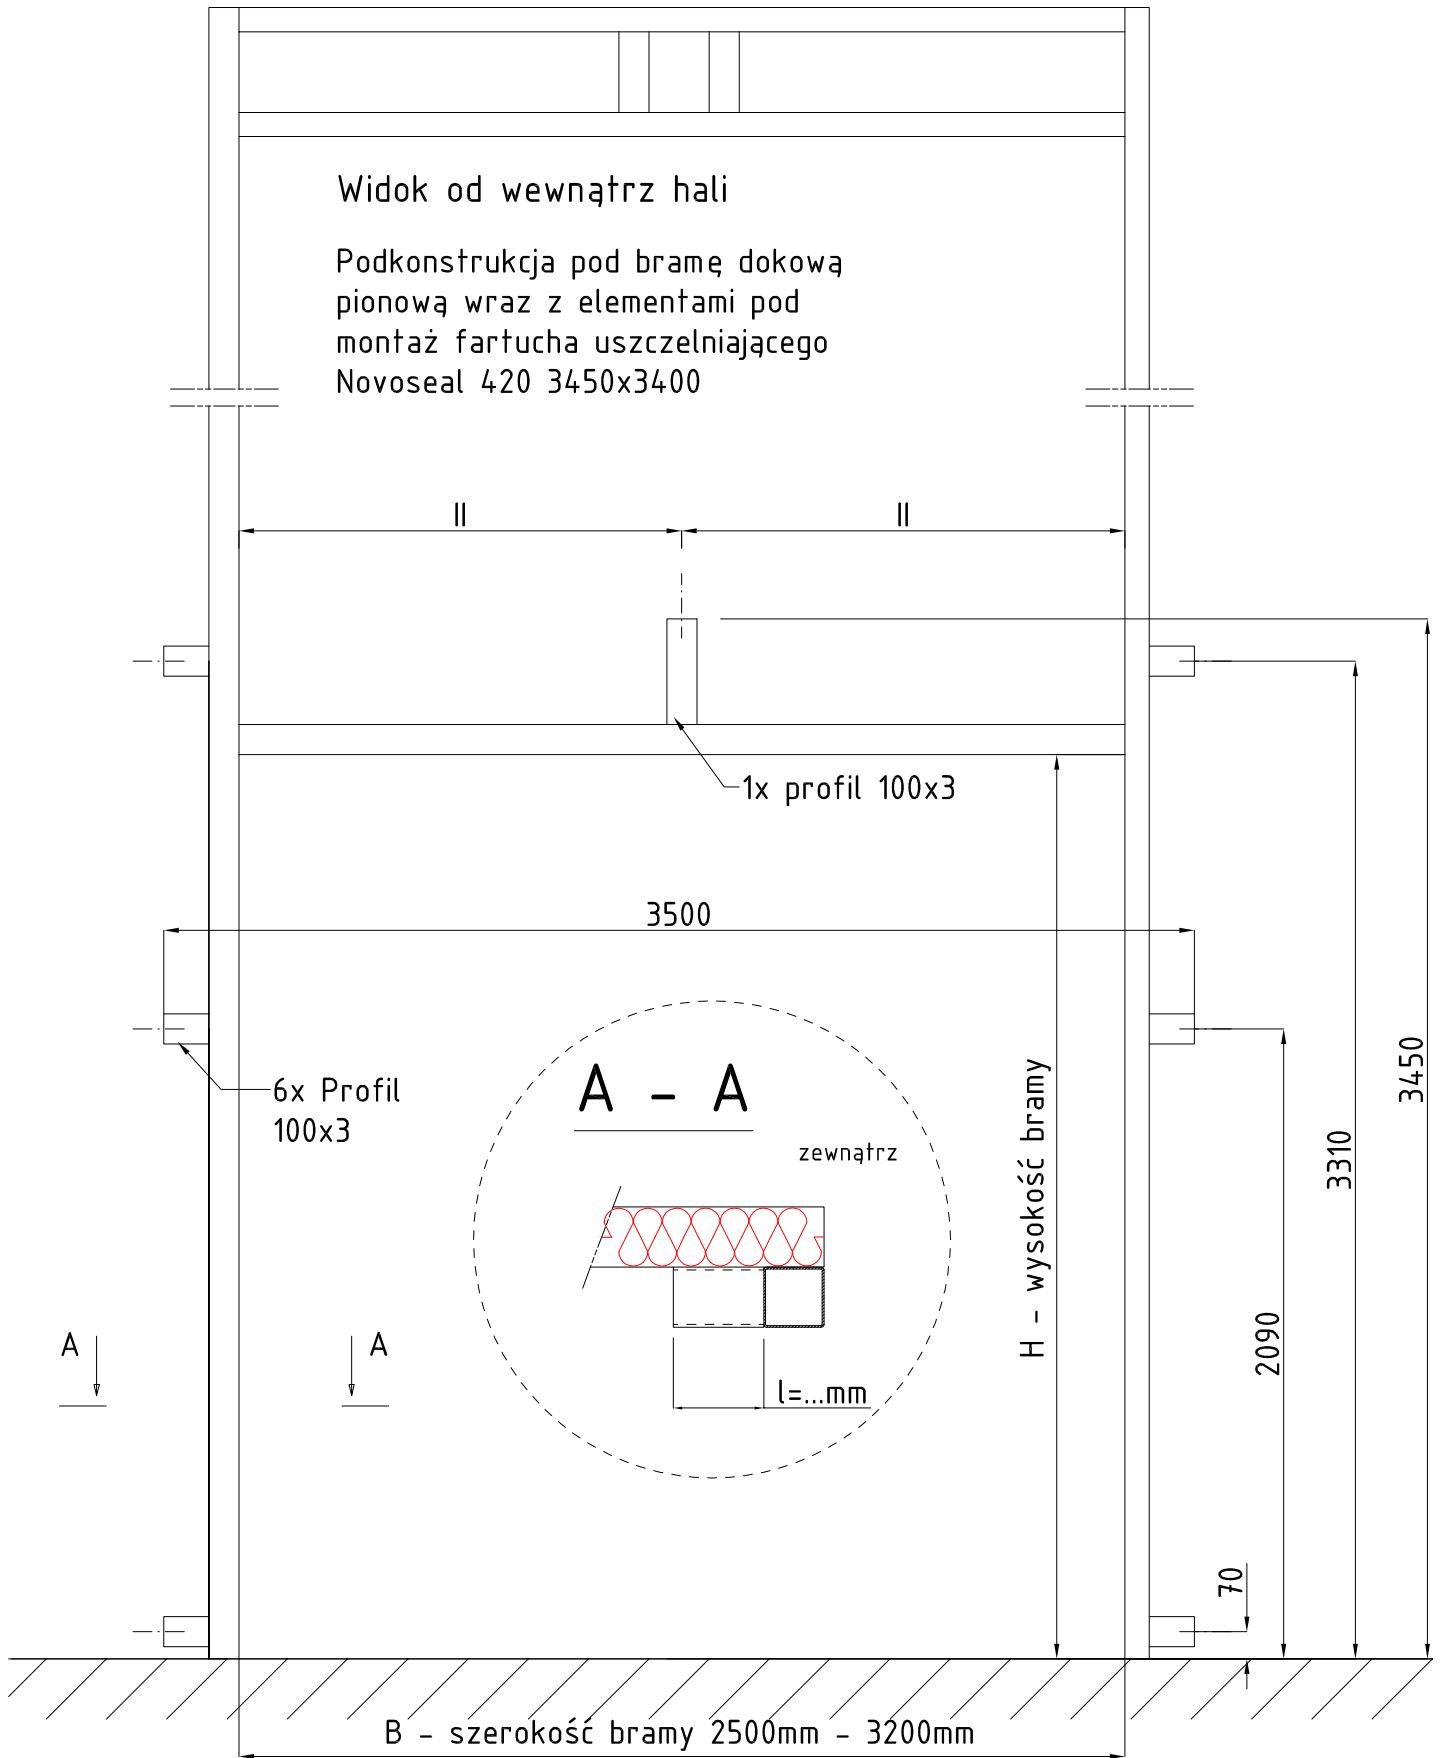 Widok od wewnątrz hali
Podkonstrukcja pod bramę dokową
pionową wraz z elementami pod
montaż fartucha uszczelniającego
Novoseal 420 3450x3400
II
II
1x profil 100x3
3500
6x Profil
100x3
A - A
zewnątrz
l=...mm
H - wysokość bramy
3450
3310
2090
70
A
A
B - szerokość bramy 2500mm - 3200mm